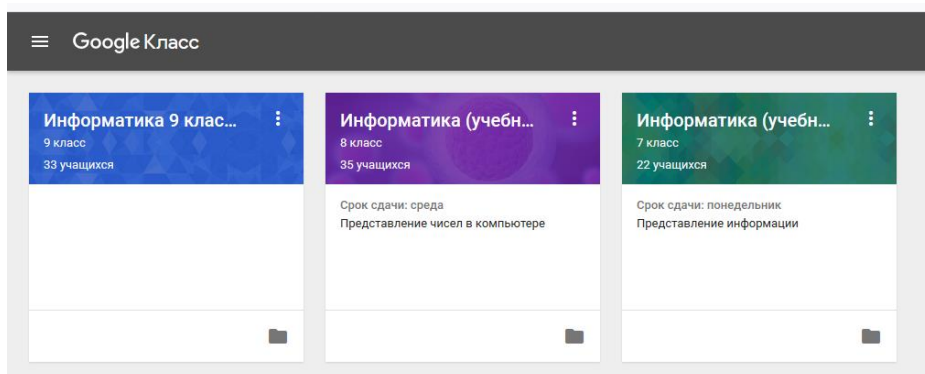 Google Класс
Информатика 9 клас...
9 класс
33 учащихся
Информатика (учебн...
8 класс
35 учащихся
Срок сдачи: среда
Представление чисел в компьютере
Информатика (учебн...
7 класс
22 учащихся
Срок сдачи: понедельник
Представление информации